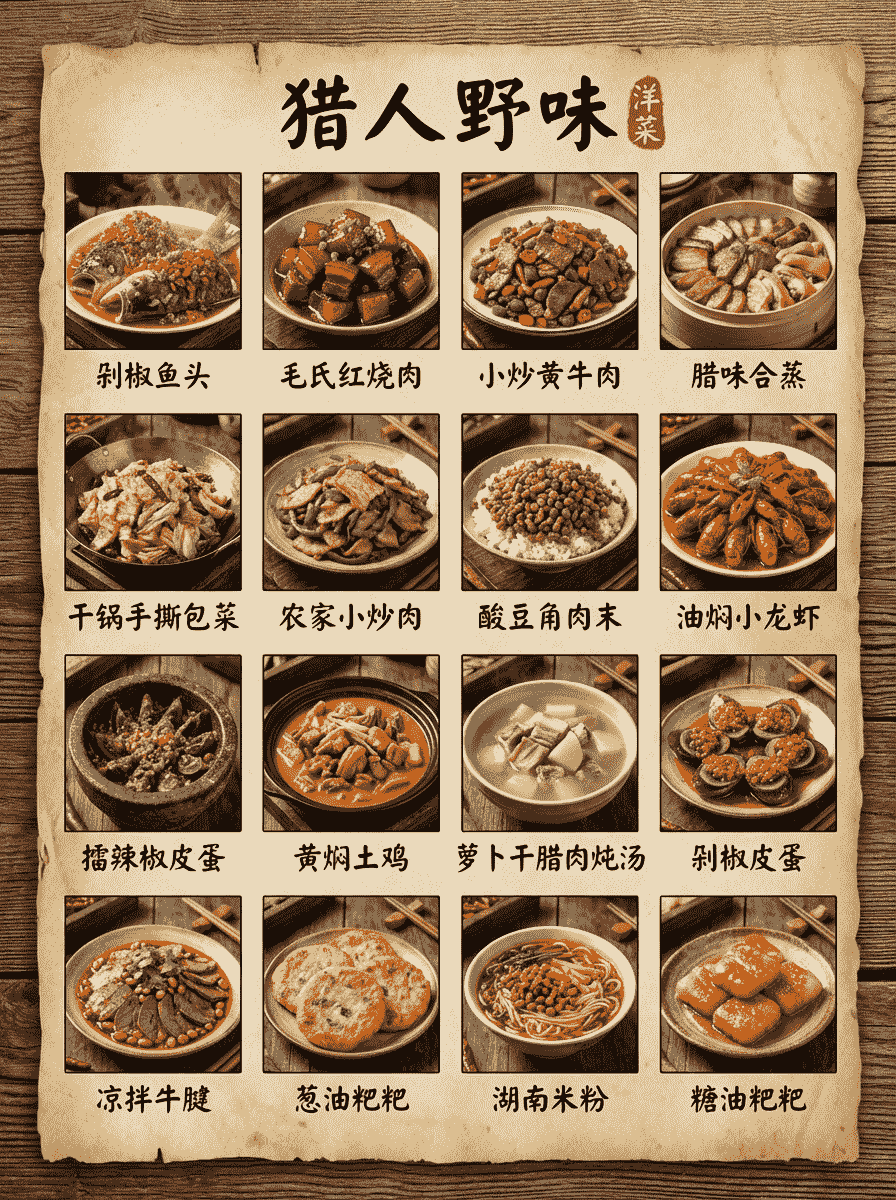 猎人野味
洋菜
剁椒鱼头
毛氏红烧肉
小炒黄牛肉
腊味合蒸
干锅手撕包菜
农家小炒肉
酸豆角肉末
油焖小龙虾
擂辣椒皮蛋
黄焖土鸡
萝卜干腊肉炖汤
剁椒皮蛋
凉拌牛腱
葱油粑粑
湖南米粉
糖油粑粑